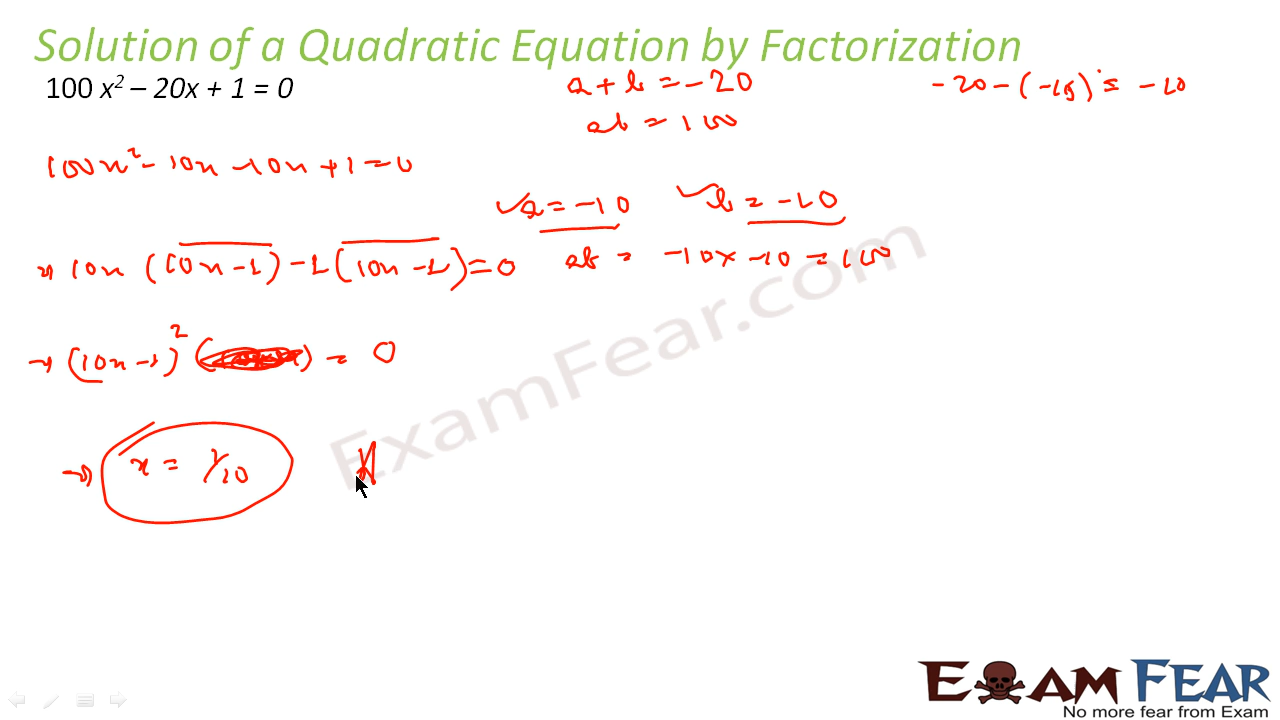 Solution of a Quadratic Equation by Factorization
100 x² – 20x + 1 = 0
a + b = -20
-20 - (-10) = -10
ab = 100
100x² - 10x - 10x + 1 = 0
a = -10 b = -10
→ 10x (10x - 1) - 1 (10x - 1) = 0
ab = -10 x -10 = 100
→ (10x - 1)² ( ) = 0
→ x = 1/10
ExamFear.com
EXAM FEAR
No more fear from Exam